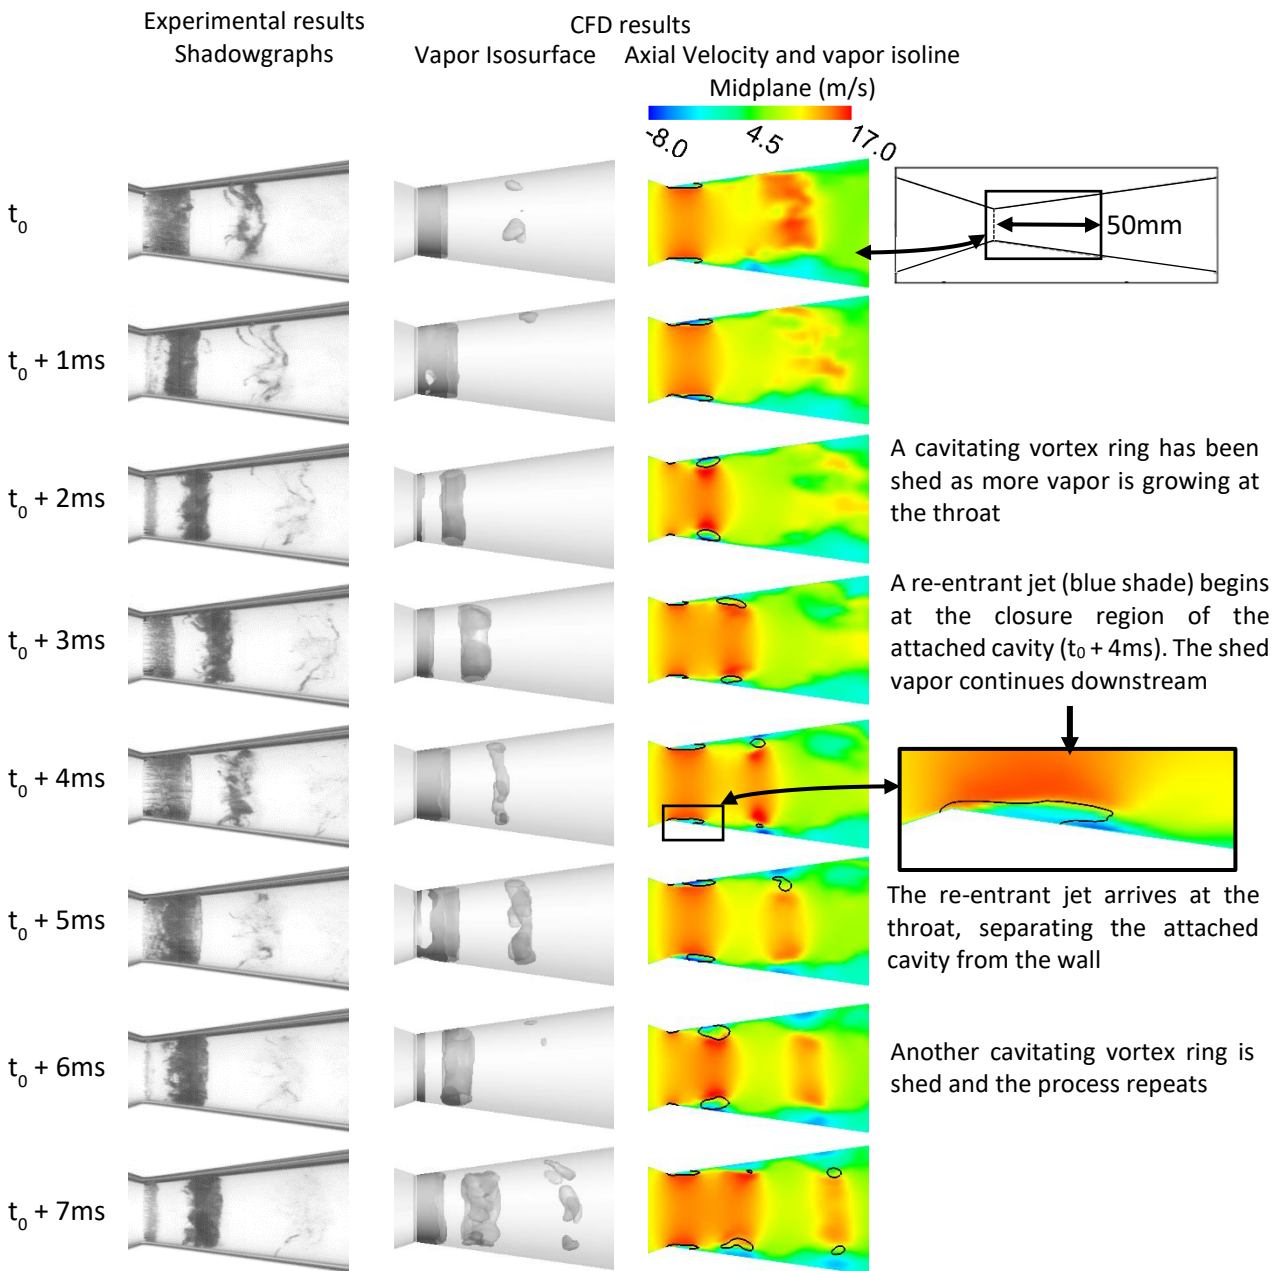 Experimental results
Shadowgraphs
CFD results
Vapor Isosurface
Axial Velocity and vapor isoline
Midplane (m/s)
-8.0
4.5
17.0
t₀
50mm
t₀ + 1ms
t₀ + 2ms
A cavitating vortex ring has been
shed as more vapor is growing at
the throat
t₀ + 3ms
A re-entrant jet (blue shade) begins
at the closure region of the
attached cavity (t₀ + 4ms). The shed
vapor continues downstream
t₀ + 4ms
t₀ + 5ms
The re-entrant jet arrives at the
throat, separating the attached
cavity from the wall
t₀ + 6ms
Another cavitating vortex ring is
shed and the process repeats
t₀ + 7ms